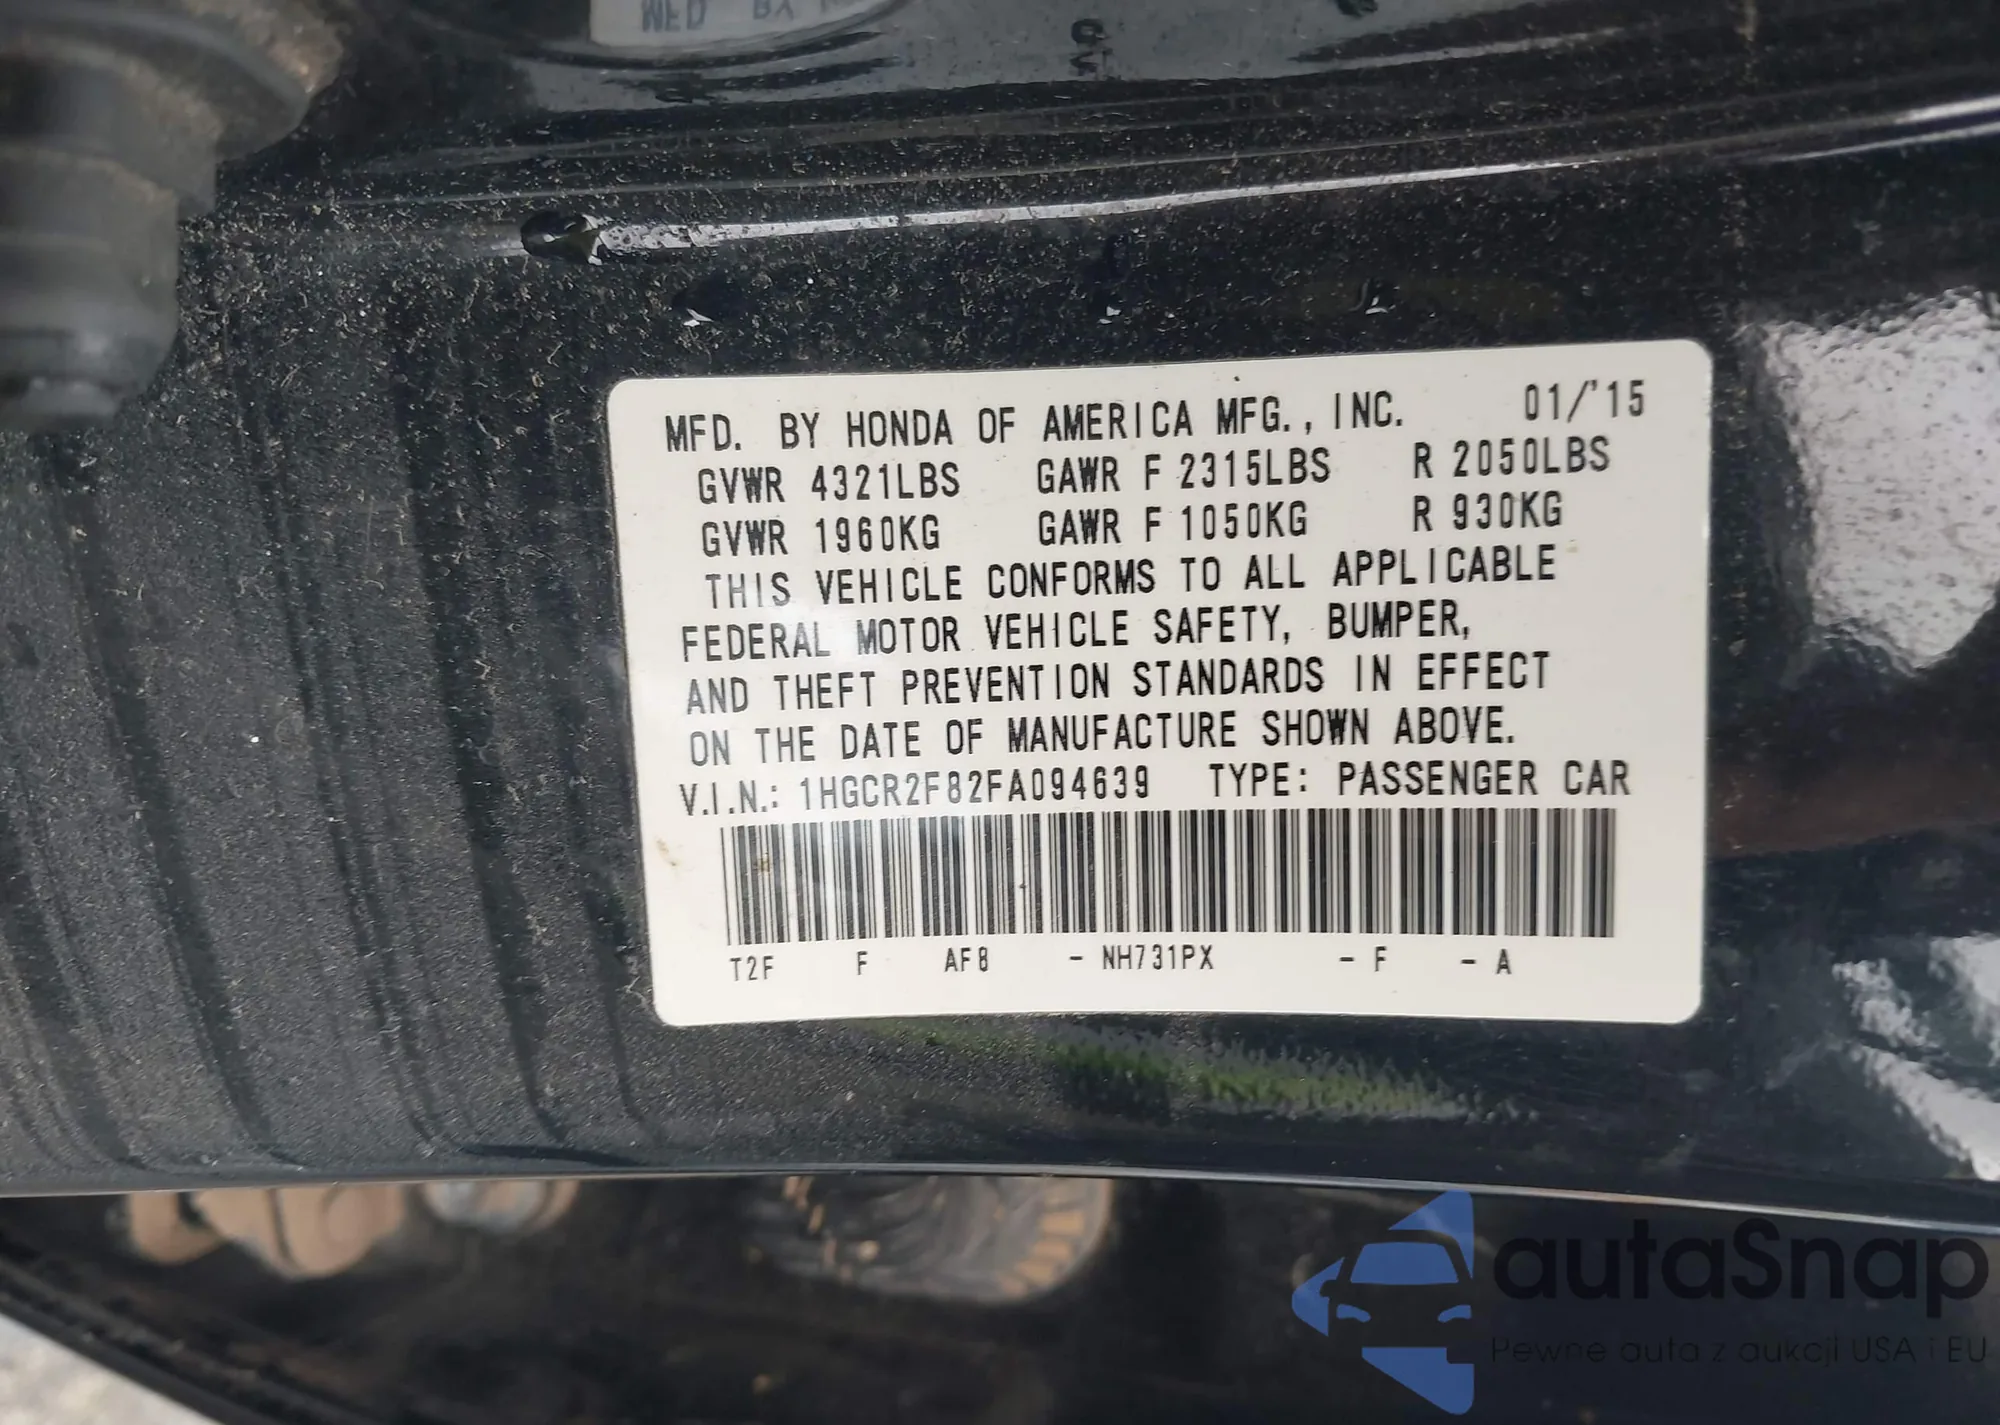 MFD. BY HONDA OF AMERICA MFG., INC. 01/'15
GVWR 4321LBS GAWR F 2315LBS R 2050LBS
GVWR 1960KG GAWR F 1050KG R 930KG
THIS VEHICLE CONFORMS TO ALL APPLICABLE
FEDERAL MOTOR VEHICLE SAFETY, BUMPER,
AND THEFT PREVENTION STANDARDS IN EFFECT
ON THE DATE OF MANUFACTURE SHOWN ABOVE.
V.I.N.: 1HGCR2F82FA094639 TYPE: PASSENGER CAR
T2F F AF8 - NH731PX - F - A
autaSnap
Pewne auta z aukcji USA i EU